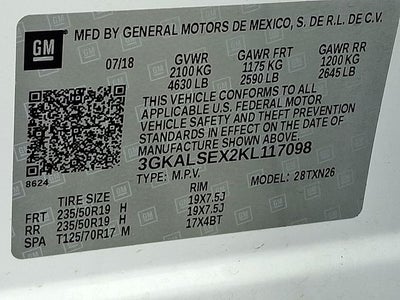 GM
MFD BY GENERAL MOTORS DE MEXICO, S. DE R.L. DE C.V.
07/18
GVWR GAWR FRT GAWR RR
2100 KG 1175 KG 1200 KG
4630 LB 2590 LB 2645 LB
THIS VEHICLE CONFORMS TO ALL
APPLICABLE U.S. FEDERAL MOTOR
VEHICLE SAFETY AND THEFT PREVENTION
STANDARDS IN EFFECT ON THE DATE OF
MANUFACTURE SHOWN ABOVE.
3GKALSEX2KL117098
8624
TYPE: M.P.V. MODEL: 28TXN26
TIRE SIZE RIM
FRT 235/50R19 H 19X7.5J
RR 235/50R19 H 19X7.5J
SPA T125/70R17 M 17X4BT